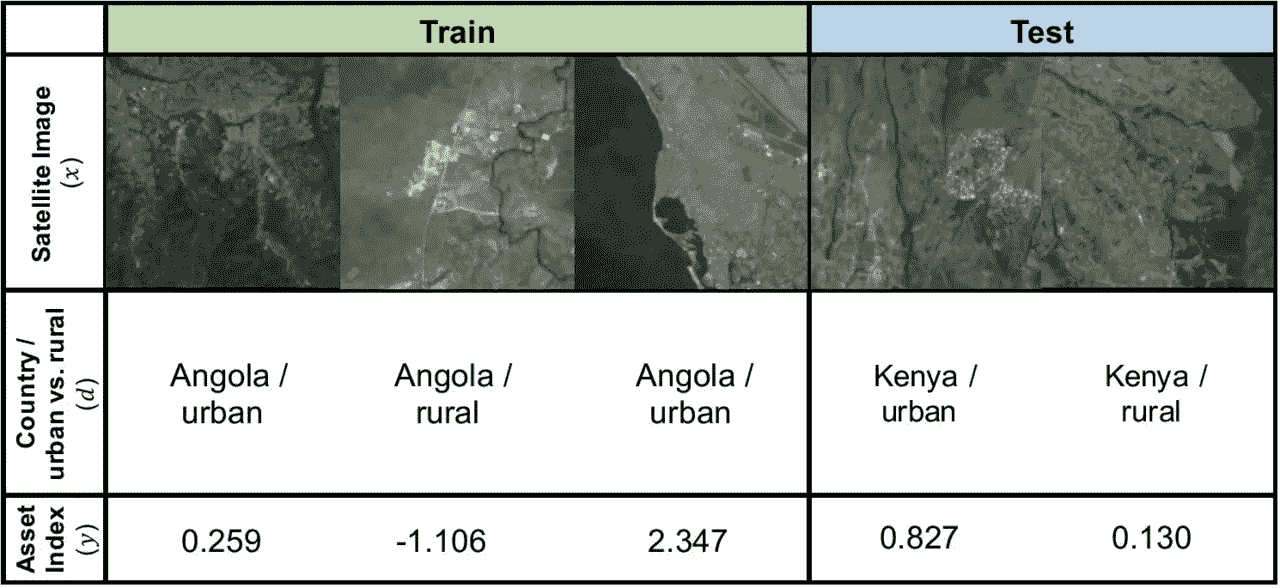 Train
Test
Satellite Image
(x)
Country /
urban vs. rural
(d)
Angola /
urban
Angola /
rural
Angola /
urban
Kenya /
urban
Kenya /
rural
Asset
Index
(y)
0.259
-1.106
2.347
0.827
0.130